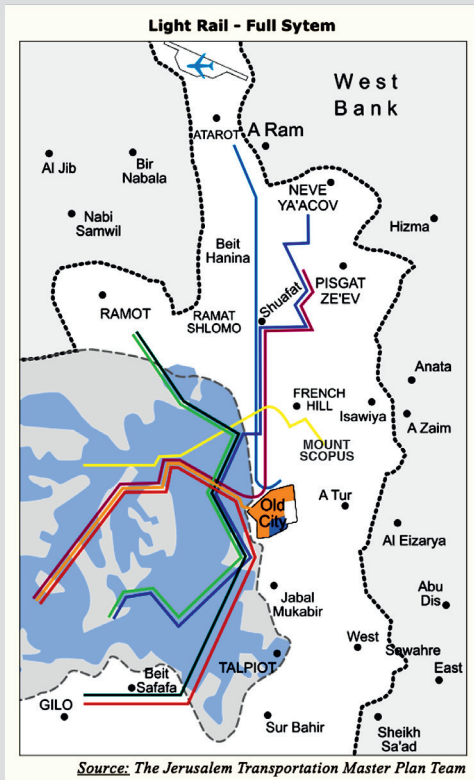 Light Rail - Full Sytem
West
Bank
ATAROT
A Ram
Al Jib
Bir
Nabala
NEVE
YA'ACOV
Nabi
Samwil
Hizma
Beit
Hanina
PISGAT
ZE'EV
RAMOT
RAMAT
SHLOMO
Shuafat
Anata
FRENCH
HILL
Isawiya
A Zaim
MOUNT
SCOPUS
A Tur
Old
City
Al Eizarya
Abu
Dis
Jabal
Mukabir
West
Sawahre
East
TALPIOT
Beit
Safafa
GILO
Sur Bahir
Sheikh
Sa'ad
Source: The Jerusalem Transportation Master Plan Team